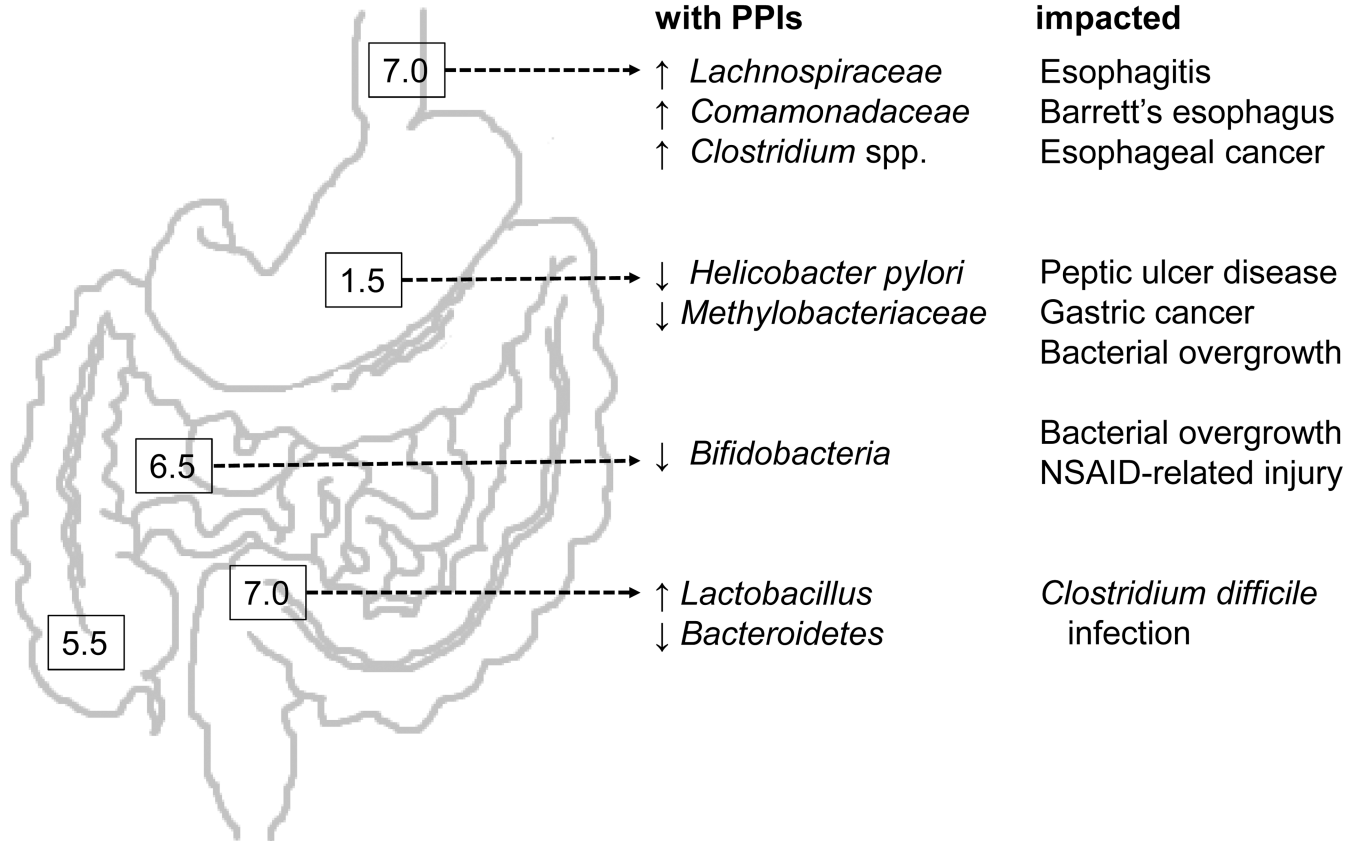 with PPIs impacted
7.0 ↑ Lachnospiraceae Esophagitis
↑ Comamonadaceae Barrett’s esophagus
↑ Clostridium spp. Esophageal cancer
1.5 ↓ Helicobacter pylori Peptic ulcer disease
↓ Methylobacteriaceae Gastric cancer
Bacterial overgrowth
6.5 ↓ Bifidobacteria Bacterial overgrowth
NSAID-related injury
7.0 ↑ Lactobacillus Clostridium difficile
5.5 ↓ Bacteroidetes infection